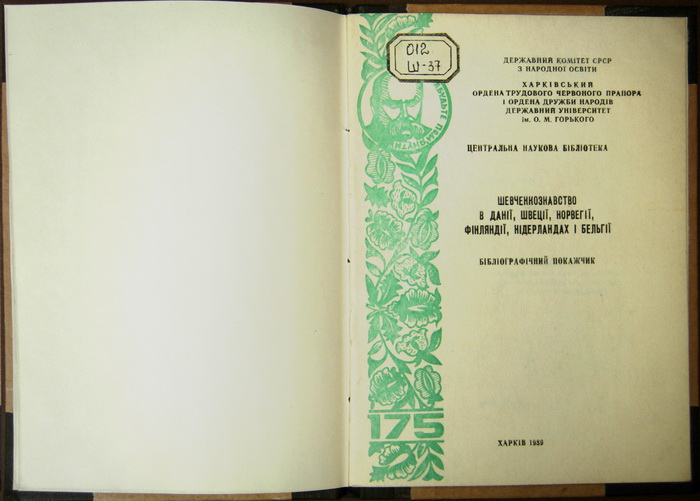 012
Ш-37
БУДЬТЕ
175
ДЕРЖАВНИЙ КОМІТЕТ СРСР
З НАРОДНОЇ ОСВІТИ
ХАРКІВСЬКИЙ
ОРДЕНА ТРУДОВОГО ЧЕРВОНОГО ПРАПОРА
І ОРДЕНА ДРУЖБИ НАРОДІВ
ДЕРЖАВНИЙ УНІВЕРСИТЕТ
ім. О. М. ГОРЬКОГО
ЦЕНТРАЛЬНА НАУКОВА БІБЛІОТЕКА
ШЕВЧЕНКОЗНАВСТВО
В ДАНІЇ, ШВЕЦІЇ, НОРВЕГІЇ,
ФІНЛЯНДІЇ, НІДЕРЛАНДАХ І БЕЛЬГІЇ
БІБЛІОГРАФІЧНИЙ ПОКАЖЧИК
ХАРКІВ 1989